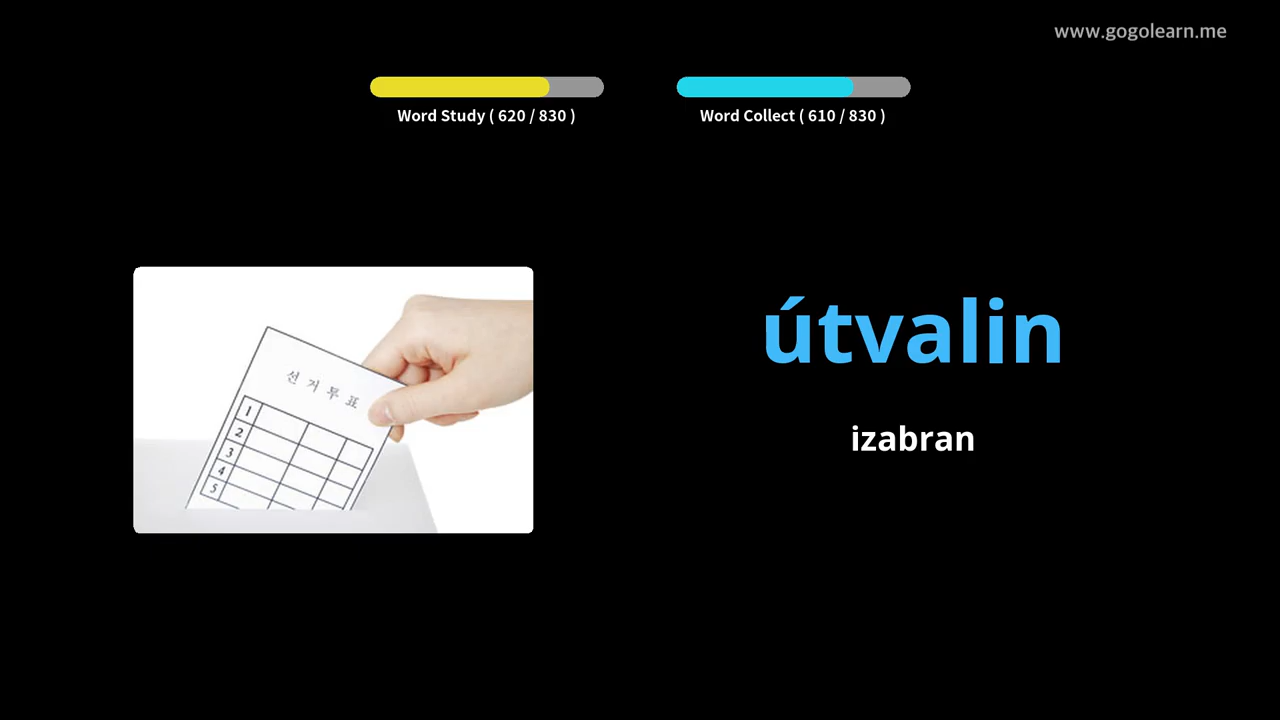 www.gogolearn.me
Word Study ( 620 / 830 )
Word Collect ( 610 / 830 )
선 거 투 표
1
2
3
4
5
útvalin
izabran